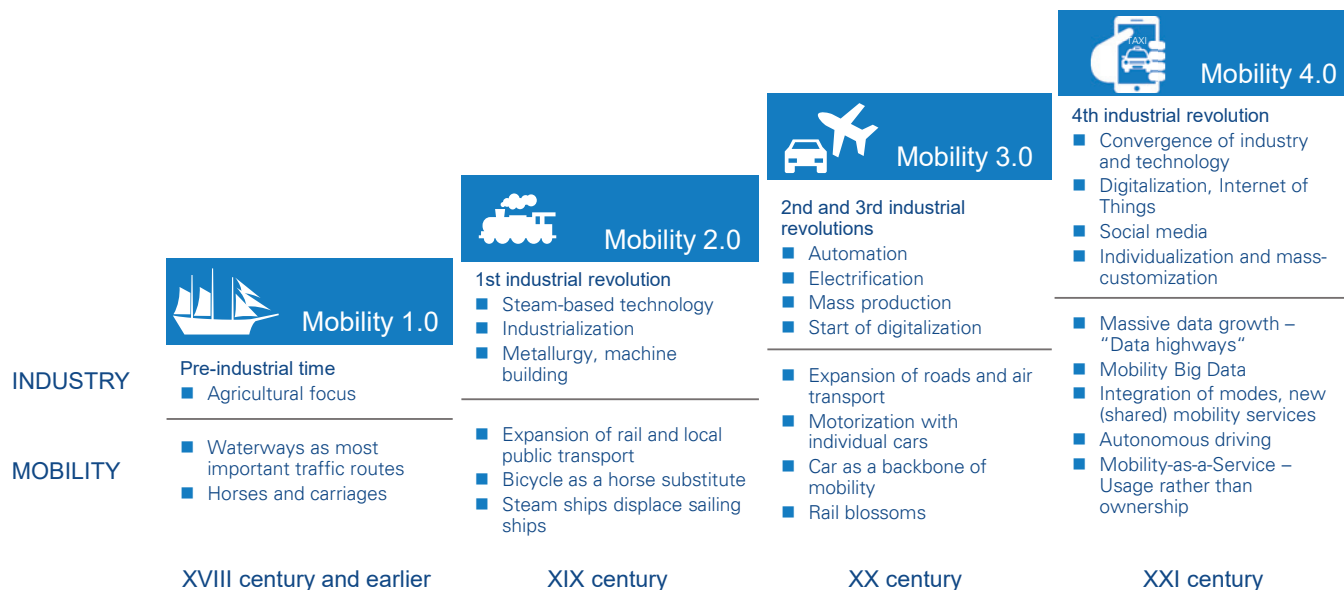 TAXI
Mobility 4.0
4th industrial revolution
■ Convergence of industry
and technology
■ Digitalization, Internet of
Things
■ Social media
■ Individualization and mass-
customization
■ Massive data growth –
“Data highways“
■ Mobility Big Data
■ Integration of modes, new
(shared) mobility services
■ Autonomous driving
■ Mobility-as-a-Service –
Usage rather than
ownership
XXI century
Mobility 3.0
2nd and 3rd industrial
revolutions
■ Automation
■ Electrification
■ Mass production
■ Start of digitalization
■ Expansion of roads and air
transport
■ Motorization with
individual cars
■ Car as a backbone of
mobility
■ Rail blossoms
XX century
Mobility 2.0
1st industrial revolution
■ Steam-based technology
■ Industrialization
■ Metallurgy, machine
building
■ Expansion of rail and local
public transport
■ Bicycle as a horse substitute
■ Steam ships displace sailing
ships
XIX century
Mobility 1.0
Pre-industrial time
■ Agricultural focus
■ Waterways as most
important traffic routes
■ Horses and carriages
XVIII century and earlier
INDUSTRY
MOBILITY